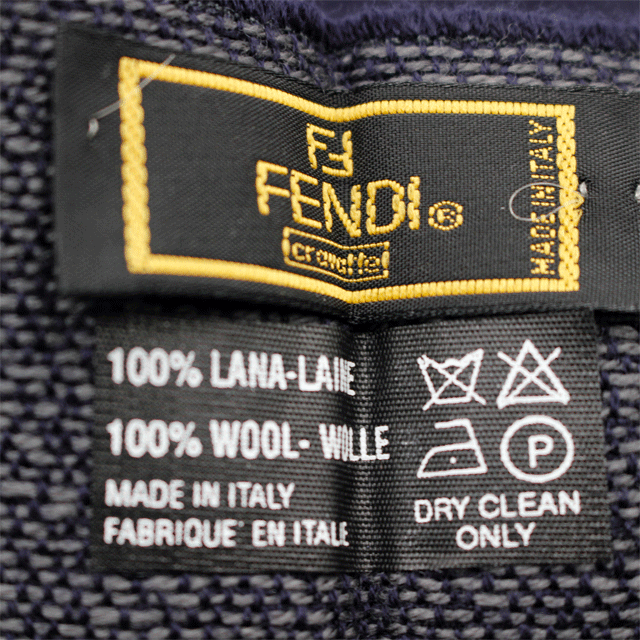 FF
FENDI®
cravatte
MADE IN ITALY
100% LANA-LAINE
100% WOOL- WOLLE
MADE IN ITALY
FABRIQUE' EN ITALE
P
DRY CLEAN
ONLY